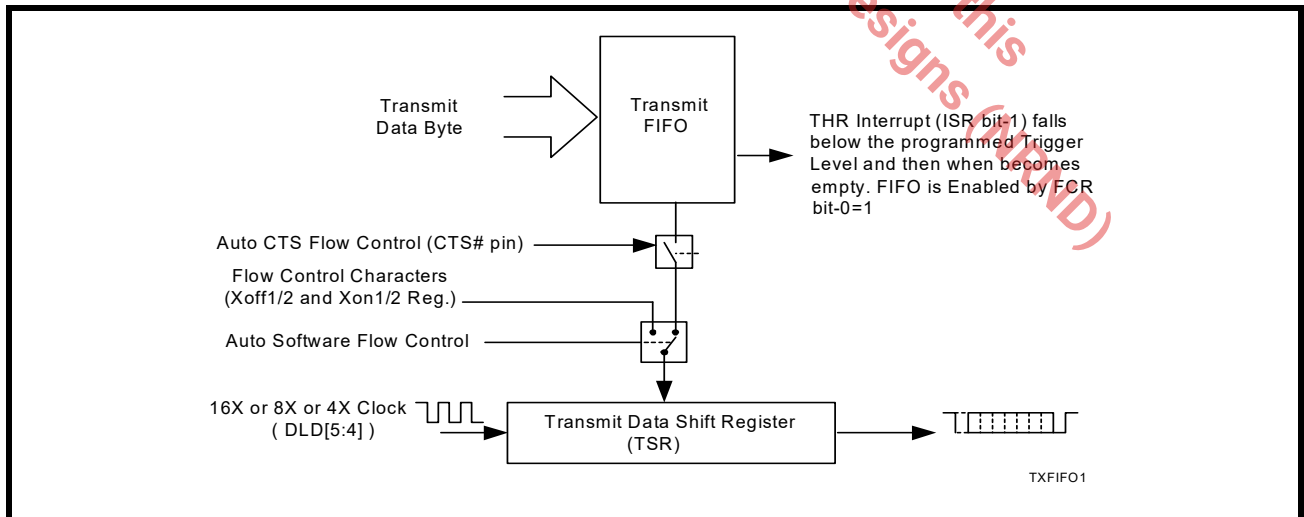 this
esigns (NRND)
Transmit
Data Byte
Transmit
FIFO
THR Interrupt (ISR bit-1) falls
below the programmed Trigger
Level and then when becomes
empty. FIFO is Enabled by FCR
bit-0=1
Auto CTS Flow Control (CTS# pin)
Flow Control Characters
(Xoff1/2 and Xon1/2 Reg.)
Auto Software Flow Control
16X or 8X or 4X Clock
( DLD[5:4] )
Transmit Data Shift Register
(TSR)
TXFIFO1